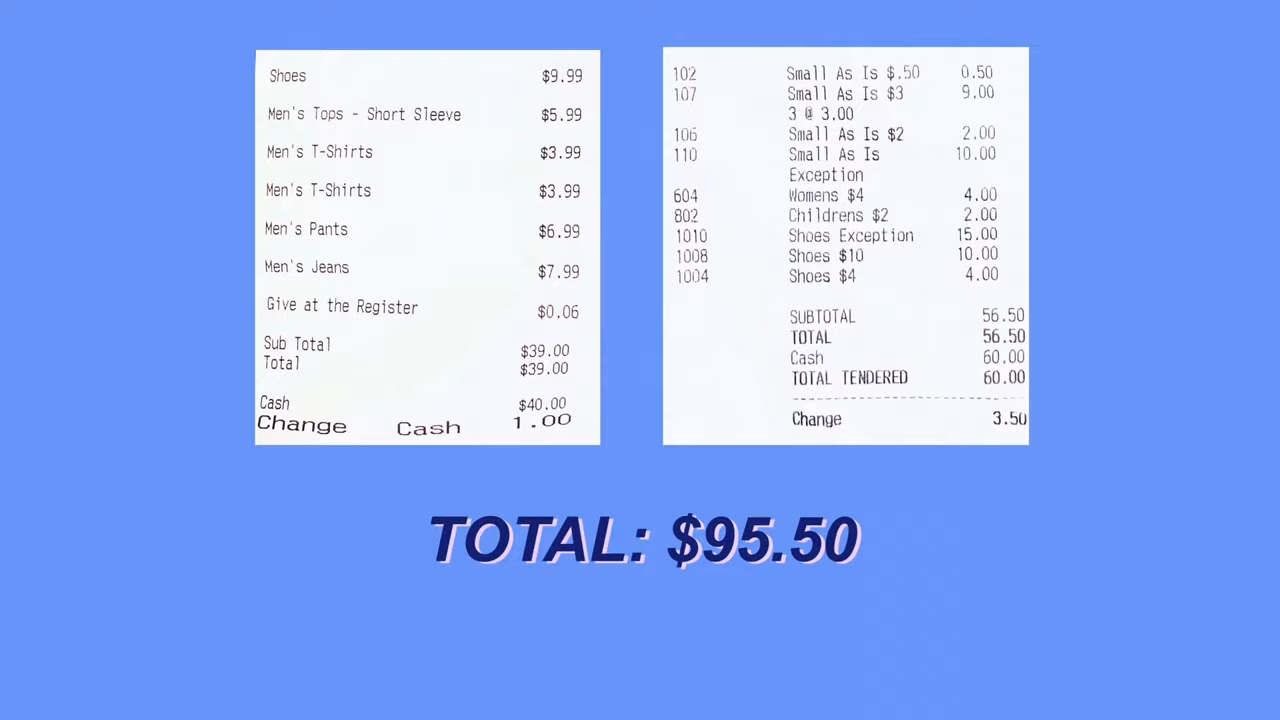 Shoes $9.99
Men's Tops - Short Sleeve $5.99
Men's T-Shirts $3.99
Men's T-Shirts $3.99
Men's Pants $6.99
Men's Jeans $7.99
Give at the Register $0.06
Sub Total $39.00
Total $39.00
Cash $40.00
Change Cash 1.00
102 Small As Is $.50 0.50
107 Small As Is $3 9.00
3 @ 3.00
106 Small As Is $2 2.00
110 Small As Is 10.00
Exception
604 Womens $4 4.00
802 Childrens $2 2.00
1010 Shoes Exception 15.00
1008 Shoes $10 10.00
1004 Shoes $4 4.00
SUBTOTAL 56.50
TOTAL 56.50
Cash 60.00
TOTAL TENDERED 60.00
Change 3.50
TOTAL: $95.50